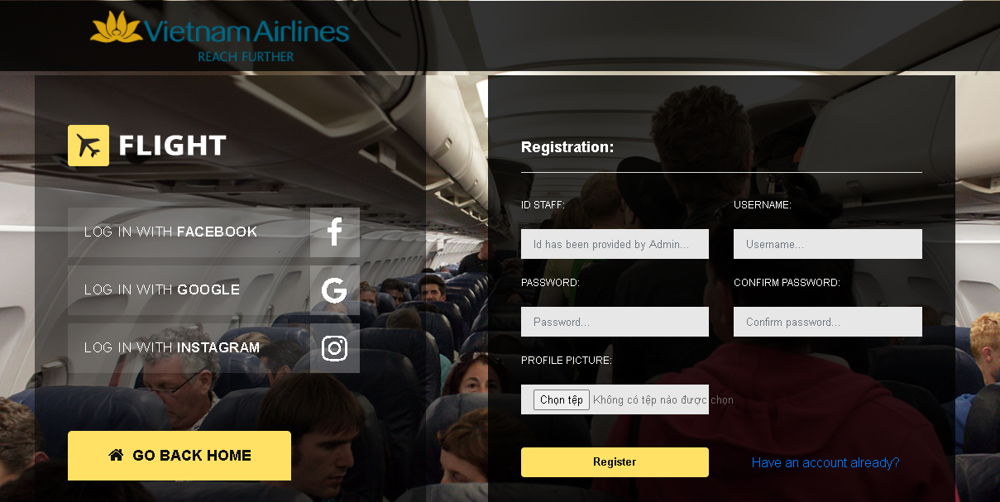 Vietnam Airlines
REACH FURTHER
FLIGHT
LOG IN WITH FACEBOOK
LOG IN WITH GOOGLE
LOG IN WITH INSTAGRAM
GO BACK HOME
Registration:
ID STAFF: USERNAME:
Id has been provided by Admin... Username...
PASSWORD: CONFIRM PASSWORD:
Password... Confirm password...
PROFILE PICTURE:
Chọn tệp Không có tệp nào được chọn
Register Have an account already?